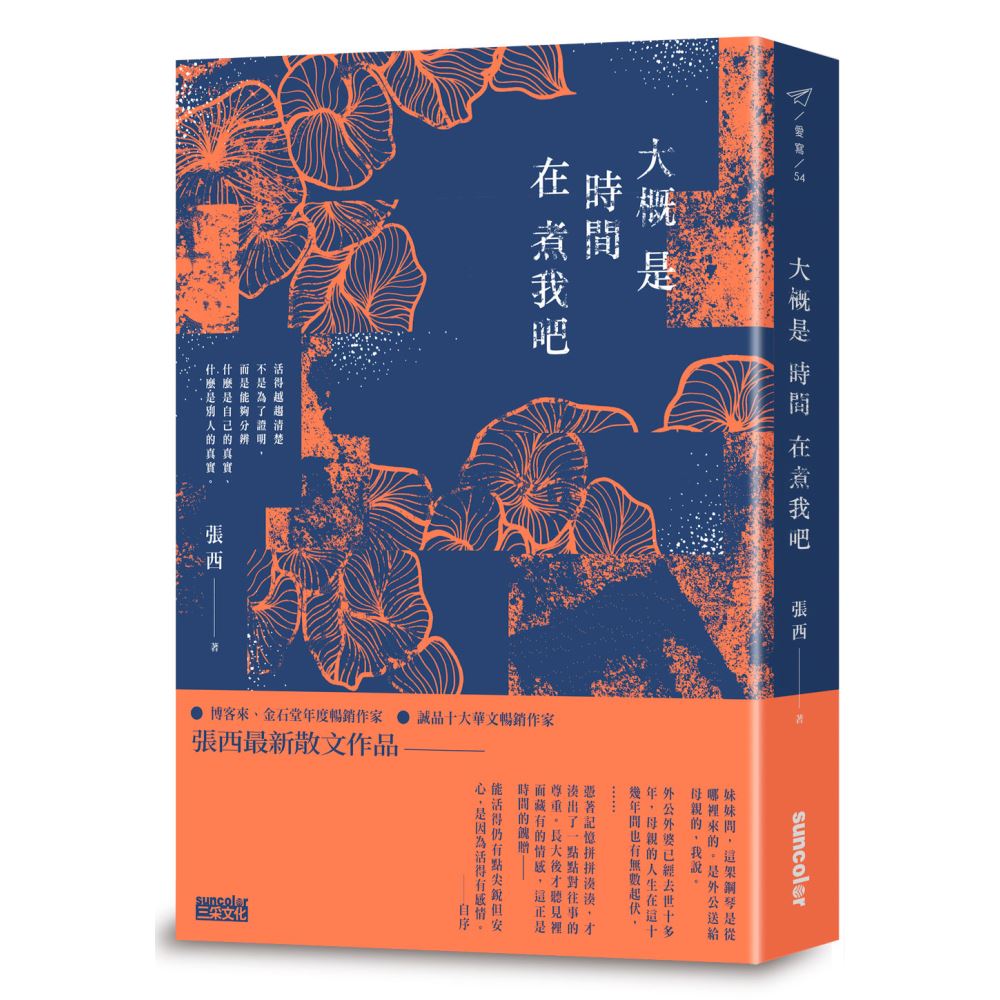 大概是
時間
在煮我吧
活得越趨清楚
不是為了證明，
而是能夠分辨
什麼是自己的真實、
什麼是別人的真實。
張西
著
● 博客來、金石堂年度暢銷作家 ● 誠品十大華文暢銷作家
張西最新散文作品
妹妹問，這架鋼琴是從
哪裡來的。是外公送給
母親的，我說。
外公外婆已經去世十多
年，母親的人生在這十
幾年間也有無數起伏，
……
憑著記憶拼拼湊湊，才
湊出了一點點對往事的
尊重。長大後才聽見裡
面藏有的情感，這正是
時間的餽贈——
能活得仍有點尖銳但安
心，是因為活得有感情。
——自序
suncolor
三采文化
愛寫／54
大概是 時間 在煮我吧
張西
著
suncolor